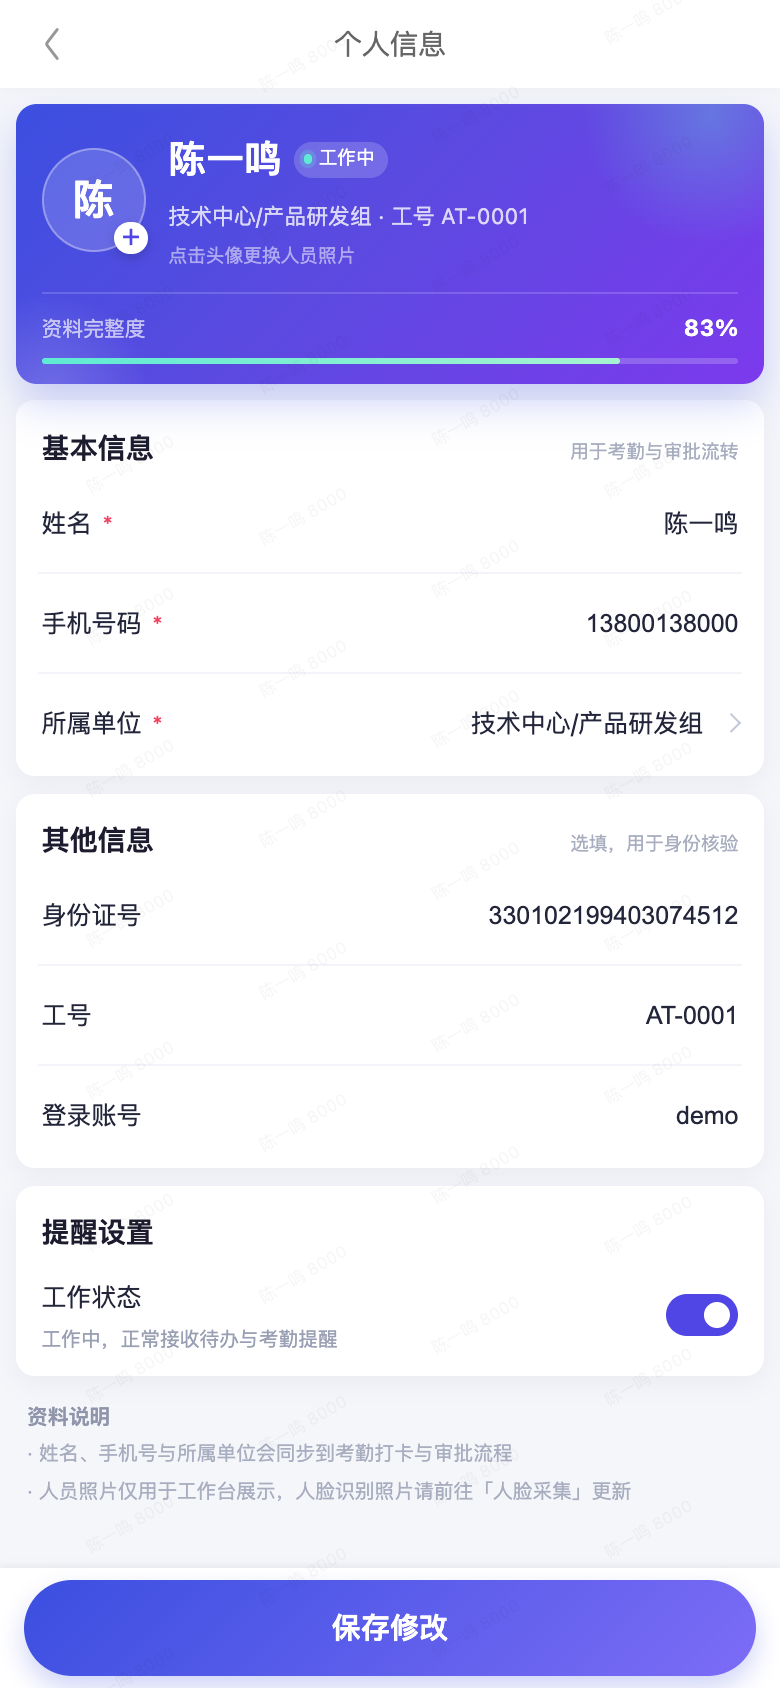 个人信息
陈一鸣
工作中
陈
技术中心/产品研发组 · 工号 AT-0001
点击头像更换人员照片
资料完整度 83%
基本信息 用于考勤与审批流转
姓名 * 陈一鸣
手机号码 * 13800138000
所属单位 * 技术中心/产品研发组
其他信息 选填，用于身份核验
身份证号 330102199403074512
工号 AT-0001
登录账号 demo
提醒设置
工作状态
工作中，正常接收待办与考勤提醒
资料说明
· 姓名、手机号与所属单位会同步到考勤打卡与审批流程
· 人员照片仅用于工作台展示，人脸识别照片请前往「人脸采集」更新
保存修改
陈一鸣 8000